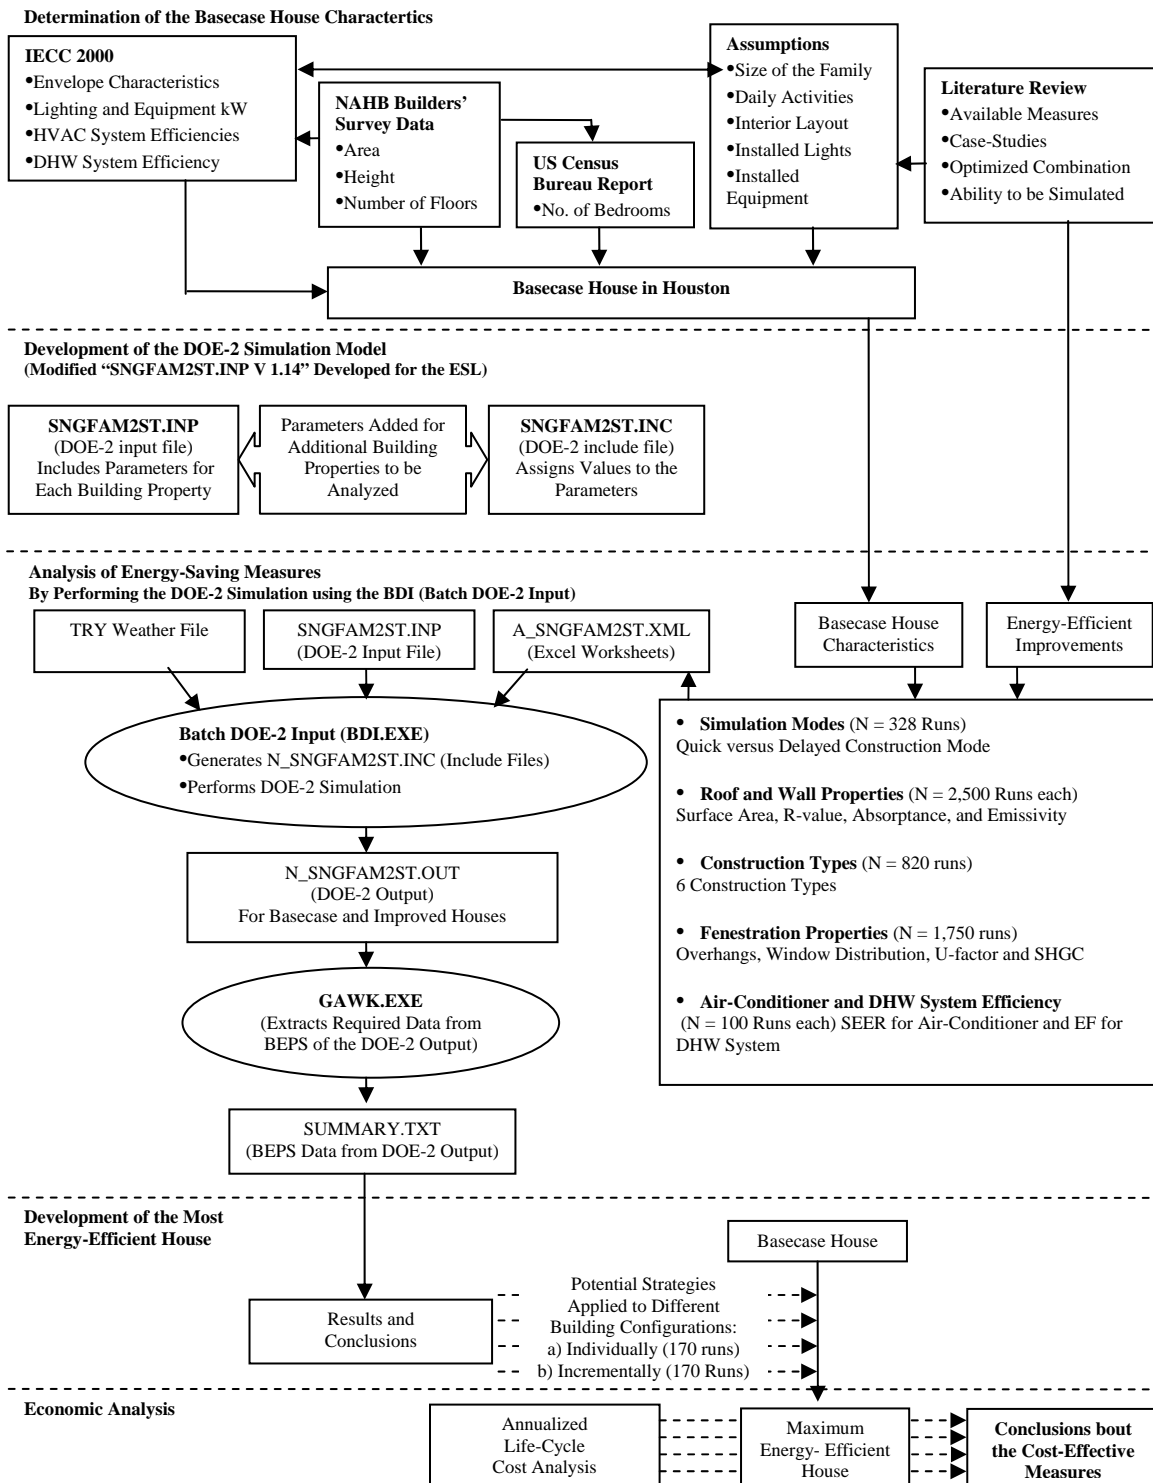 Determination of the Basecase House Charactertics
IECC 2000
•Envelope Characteristics
•Lighting and Equipment kW
•HVAC System Efficiencies
•DHW System Efficiency
NAHB Builders'
Survey Data
•Area
•Height
•Number of Floors
US Census
Bureau Report
•No. of Bedrooms
Assumptions
•Size of the Family
•Daily Activities
•Interior Layout
•Installed Lights
•Installed
Equipment
Literature Review
•Available Measures
•Case-Studies
•Optimized Combination
•Ability to be Simulated
Basecase House in Houston
Development of the DOE-2 Simulation Model
(Modified “SNGFAM2ST.INP V 1.14” Developed for the ESL)
SNGFAM2ST.INP
(DOE-2 input file)
Includes Parameters for
Each Building Property
Parameters Added for
Additional Building
Properties to be
Analyzed
SNGFAM2ST.INC
(DOE-2 include file)
Assigns Values to the
Parameters
Analysis of Energy-Saving Measures
By Performing the DOE-2 Simulation using the BDI (Batch DOE-2 Input)
TRY Weather File
SNGFAM2ST.INP
(DOE-2 Input File)
A_SNGFAM2ST.XML
(Excel Worksheets)
Basecase House
Characteristics
Energy-Efficient
Improvements
Batch DOE-2 Input (BDI.EXE)
•Generates N_SNGFAM2ST.INC (Include Files)
•Performs DOE-2 Simulation
N_SNGFAM2ST.OUT
(DOE-2 Output)
For Basecase and Improved Houses
GAWK.EXE
(Extracts Required Data from
BEPS of the DOE-2 Output)
SUMMARY.TXT
(BEPS Data from DOE-2 Output)
• Simulation Modes (N = 328 Runs)
Quick versus Delayed Construction Mode
• Roof and Wall Properties (N = 2,500 Runs each)
Surface Area, R-value, Absorptance, and Emissivity
• Construction Types (N = 820 runs)
6 Construction Types
• Fenestration Properties (N = 1,750 runs)
Overhangs, Window Distribution, U-factor and SHGC
• Air-Conditioner and DHW System Efficiency
(N = 100 Runs each) SEER for Air-Conditioner and EF for
DHW System
Development of the Most
Energy-Efficient House
Basecase House
Results and
Conclusions
Potential Strategies
Applied to Different
Building Configurations:
a) Individually (170 runs)
b) Incrementally (170 Runs)
Economic Analysis
Annualized
Life-Cycle
Cost Analysis
Maximum
Energy- Efficient
House
Conclusions bout
the Cost-Effective
Measures